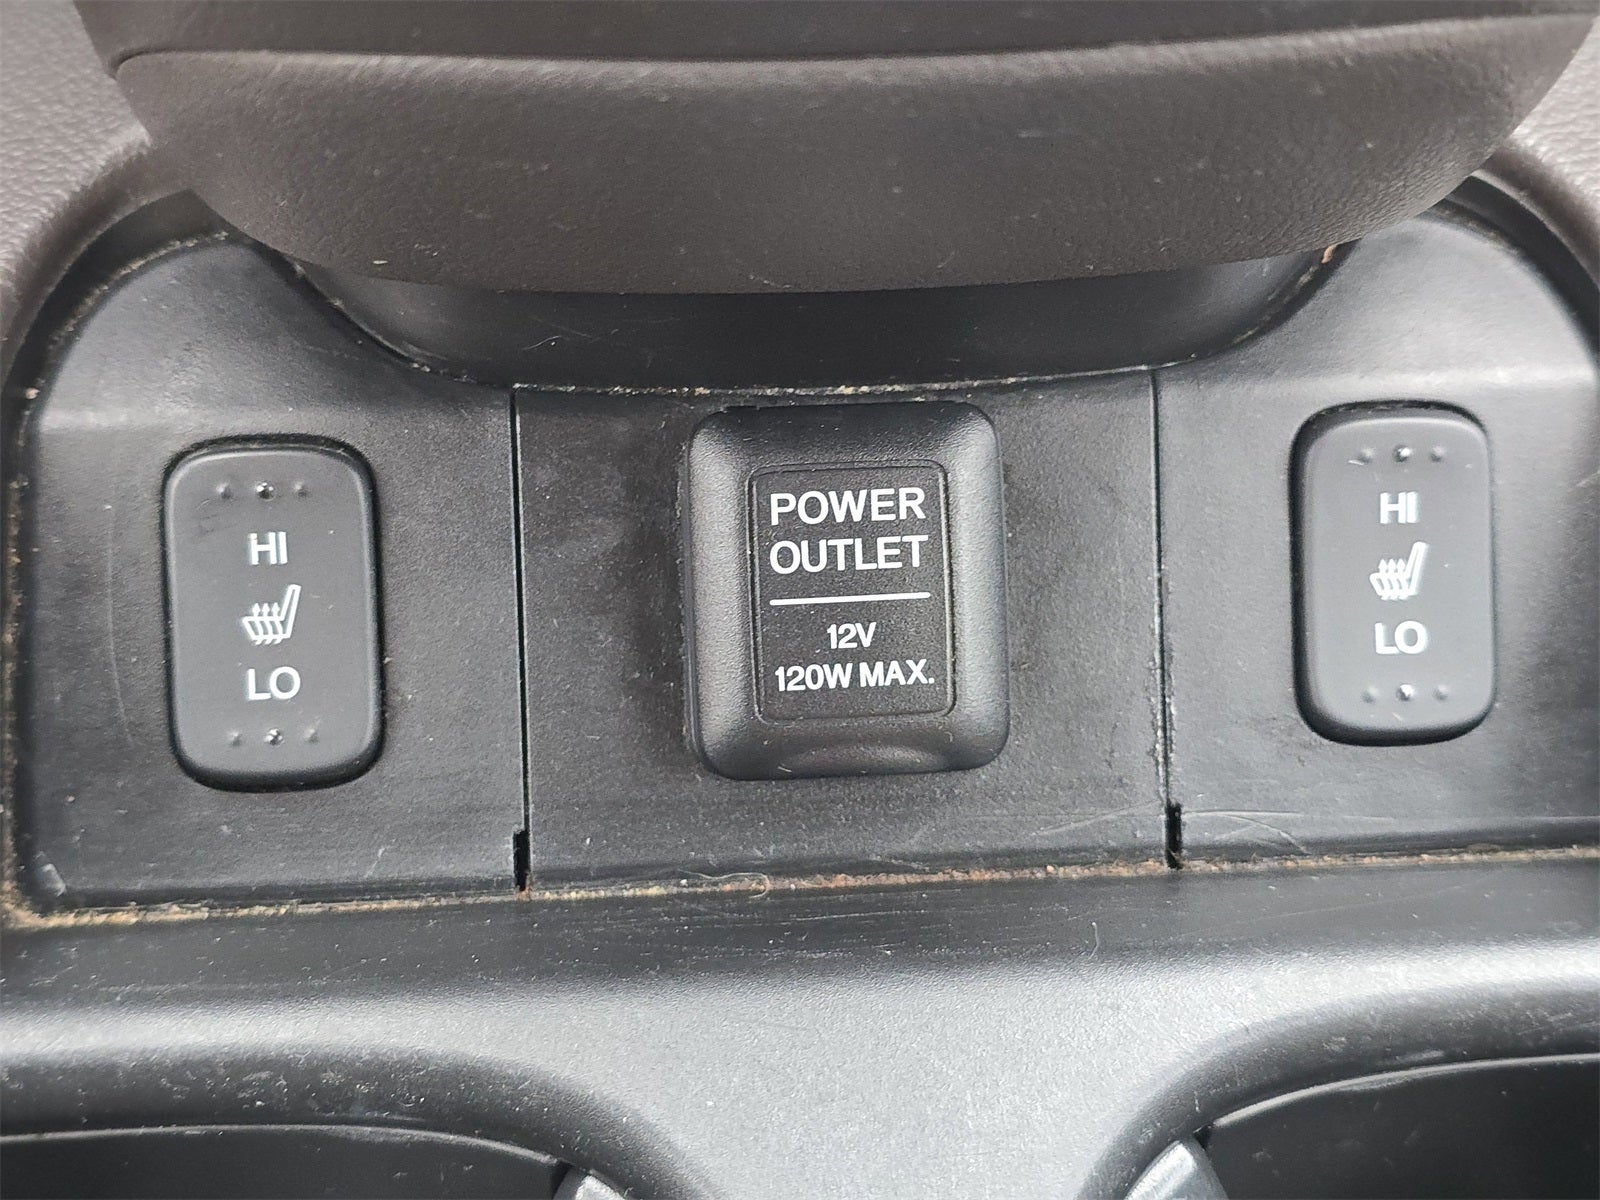 HI
LO
POWER
OUTLET
12V
120W MAX.
HI
LO